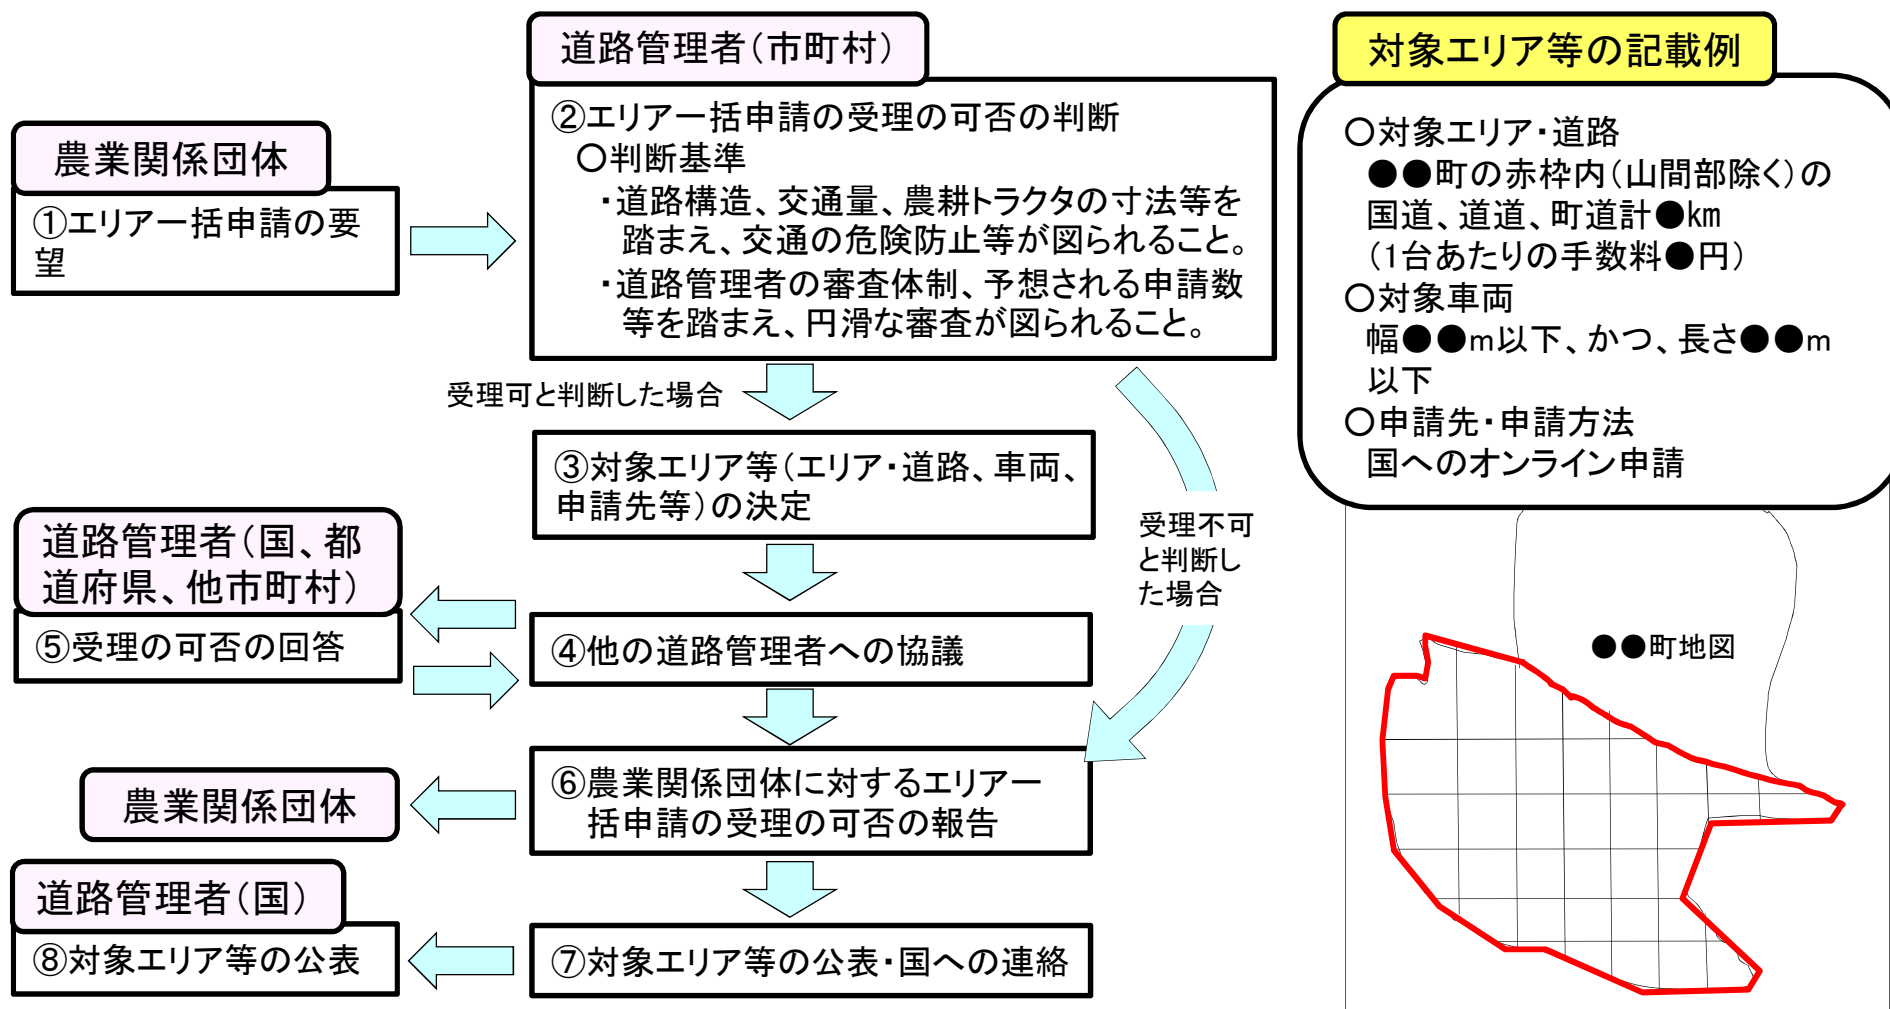 農業関係団体
①エリア一括申請の要
望
道路管理者(市町村)
②エリア一括申請の受理の可否の判断
○判断基準
・道路構造、交通量、農耕トラクタの寸法等を
踏まえ、交通の危険防止等が図られること。
・道路管理者の審査体制、予想される申請数
等を踏まえ、円滑な審査が図られること。
受理可と判断した場合
③対象エリア等(エリア・道路、車両、
申請先等)の決定
受理不可
と判断し
た場合
道路管理者(国、都
道府県、他市町村)
⑤受理の可否の回答
④他の道路管理者への協議
農業関係団体
⑥農業関係団体に対するエリア一
括申請の受理の可否の報告
道路管理者(国)
⑧対象エリア等の公表
⑦対象エリア等の公表・国への連絡
対象エリア等の記載例
○対象エリア・道路
●●町の赤枠内(山間部除く)の
国道、道道、町道計●㎞
(1台あたりの手数料●円)
○対象車両
幅●●m以下、かつ、長さ●●m
以下
○申請先・申請方法
国へのオンライン申請
●●町地図